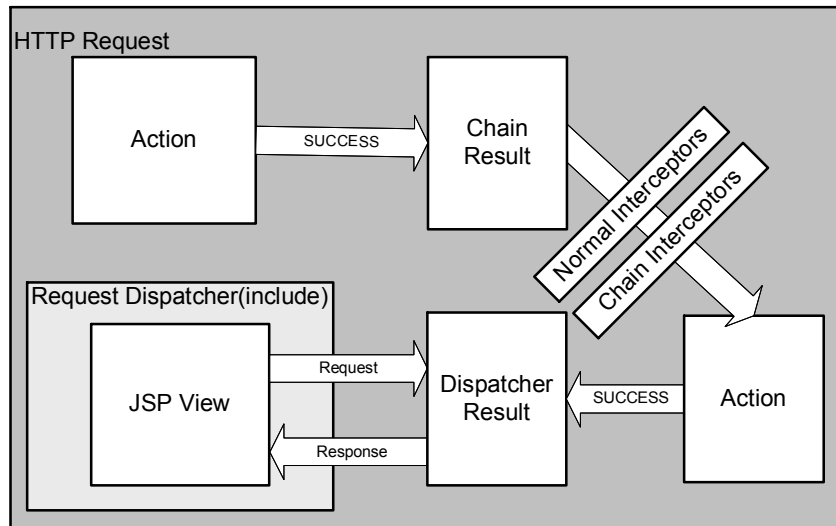 HTTP Request
Action
SUCCESS
Chain
Result
Normal Interceptors
Chain Interceptors
Request Dispatcher(include)
JSP View
Request
Response
Dispatcher
Result
SUCCESS
Action